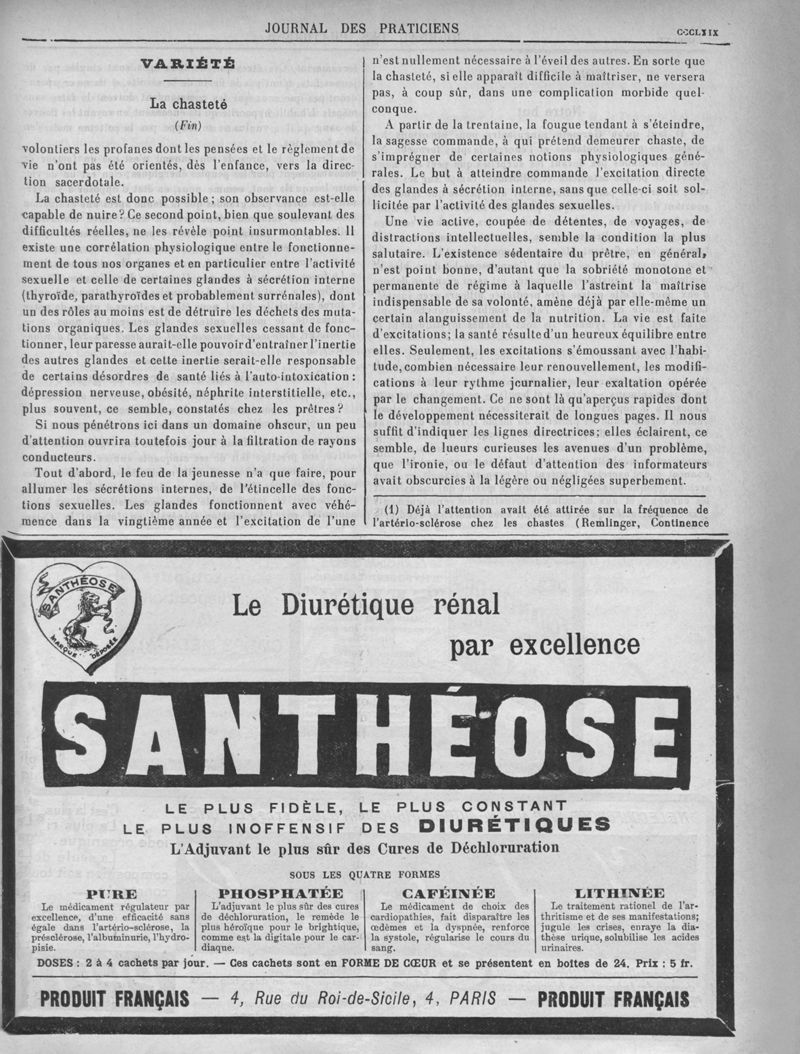 JOURNAL DES PRATICIENS
CCCLXIX
VARIÉTÉ
La chasteté
(Fin)
volontiers les profanes dont les pensées et le règlement de
vie n'ont pas été orientés, dès l'enfance, vers la direc-
tion sacerdotale.
La chasteté est donc possible ; son observance est-elle
capable de nuire ? Ce second point, bien que soulevant des
difficultés réelles, ne les révèle point insurmontables. Il
existe une corrélation physiologique entre le fonctionne-
ment de tous nos organes et en particulier entre l'activité
sexuelle et celle de certaines glandes à sécrétion interne
(thyroïde, parathyroïdes et probablement surrénales), dont
un des rôles au moins est de détruire les déchets des muta-
tions organiques. Les glandes sexuelles cessant de fonc-
tionner, leur paresse aurait-elle pouvoir d'entraîner l'inertie
des autres glandes et cette inertie serait-elle responsable
de certains désordres de santé liés à l'auto-intoxication :
dépression nerveuse, obésité, néphrite interstitielle, etc.,
plus souvent, ce semble, constatés chez les prêtres ?
Si nous pénétrons ici dans un domaine obscur, un peu
d'attention ouvrira toutefois jour à la filtration de rayons
conducteurs.
Tout d'abord, le feu de la jeunesse n'a que faire, pour
allumer les sécrétions internes, de l'étincelle des fonc-
tions sexuelles. Les glandes fonctionnent avec véhé-
mence dans la vingtième année et l'excitation de l'une
n'est nullement nécessaire à l'éveil des autres. En sorte que
la chasteté, si elle apparaît difficile à maîtriser, ne versera
pas, à coup sûr, dans une complication morbide quel-
conque.
A partir de la trentaine, la fougue tendant à s'éteindre,
la sagesse commande, à qui prétend demeurer chaste, de
s'imprégner de certaines notions physiologiques géné-
rales. Le but à atteindre commande l'excitation directe
des glandes à sécrétion interne, sans que celle-ci soit sol-
licitée par l'activité des glandes sexuelles.
Une vie active, coupée de détentes, de voyages, de
distractions intellectuelles, semble la condition la plus
salutaire. L'existence sédentaire du prêtre, en général,
n'est point bonne, d'autant que la sobriété monotone et
permanente de régime à laquelle l'astreint la maîtrise
indispensable de sa volonté, amène déjà par elle-même un
certain alanguissement de la nutrition. La vie est faite
d'excitations ; la santé résulte d'un heureux équilibre entre
elles. Seulement, les excitations s'émoussant avec l'habi-
tude, combien nécessaire leur renouvellement, les modifi-
cations à leur rythme journalier, leur exaltation opérée
par le changement. Ce ne sont là qu'aperçus rapides dont
le développement nécessiterait de longues pages. Il nous
suffit d'indiquer les lignes directrices ; elles éclairent, ce
semble, de lueurs curieuses les avenues d'un problème,
que l'ironie, ou le défaut d'attention des informateurs
avait obscurcies à la légère ou négligées superbement.
(1) Déjà l'attention avait été attirée sur la fréquence de
l'artério-sclérose chez les chastes (Remlinger, Continence
SANTHÉOSE
MARQUE DÉPOSÉE
Le Diurétique rénal
par excellence
SANTHÉOSE
LE PLUS FIDÈLE, LE PLUS CONSTANT
LE PLUS INOFFENSIF DES DIURÉTIQUES
L'Adjuvant le plus sûr des Cures de Déchloruration
SOUS LES QUATRE FORMES
PURE
Le médicament régulateur par
excellence, d'une efficacité sans
égale dans l'artério-sclérose, la
présclérose, l'albuminurie, l'hydro-
pisie.
PHOSPHATÉE
L'adjuvant le plus sûr des cures
de déchloruration, le remède le
plus héroïque pour le brightique,
comme est la digitale pour le car-
diaque.
CAFÉINÉE
Le médicament de choix des
cardiopathies, fait disparaître les
œdèmes et la dyspnée, renforce
la systole, régularise le cours du
sang.
LITHINÉE
Le traitement rationel de l'ar-
thritisme et de ses manifestations;
jugule les crises, enraye la dia-
thèse urique, solubilise les acides
urinaires.
DOSES : 2 à 4 cachets par jour. — Ces cachets sont en FORME DE CŒUR et se présentent en boîtes de 24. Prix : 5 fr.
PRODUIT FRANÇAIS — 4, Rue du Roi-de-Sicile, 4, PARIS — PRODUIT FRANÇAIS